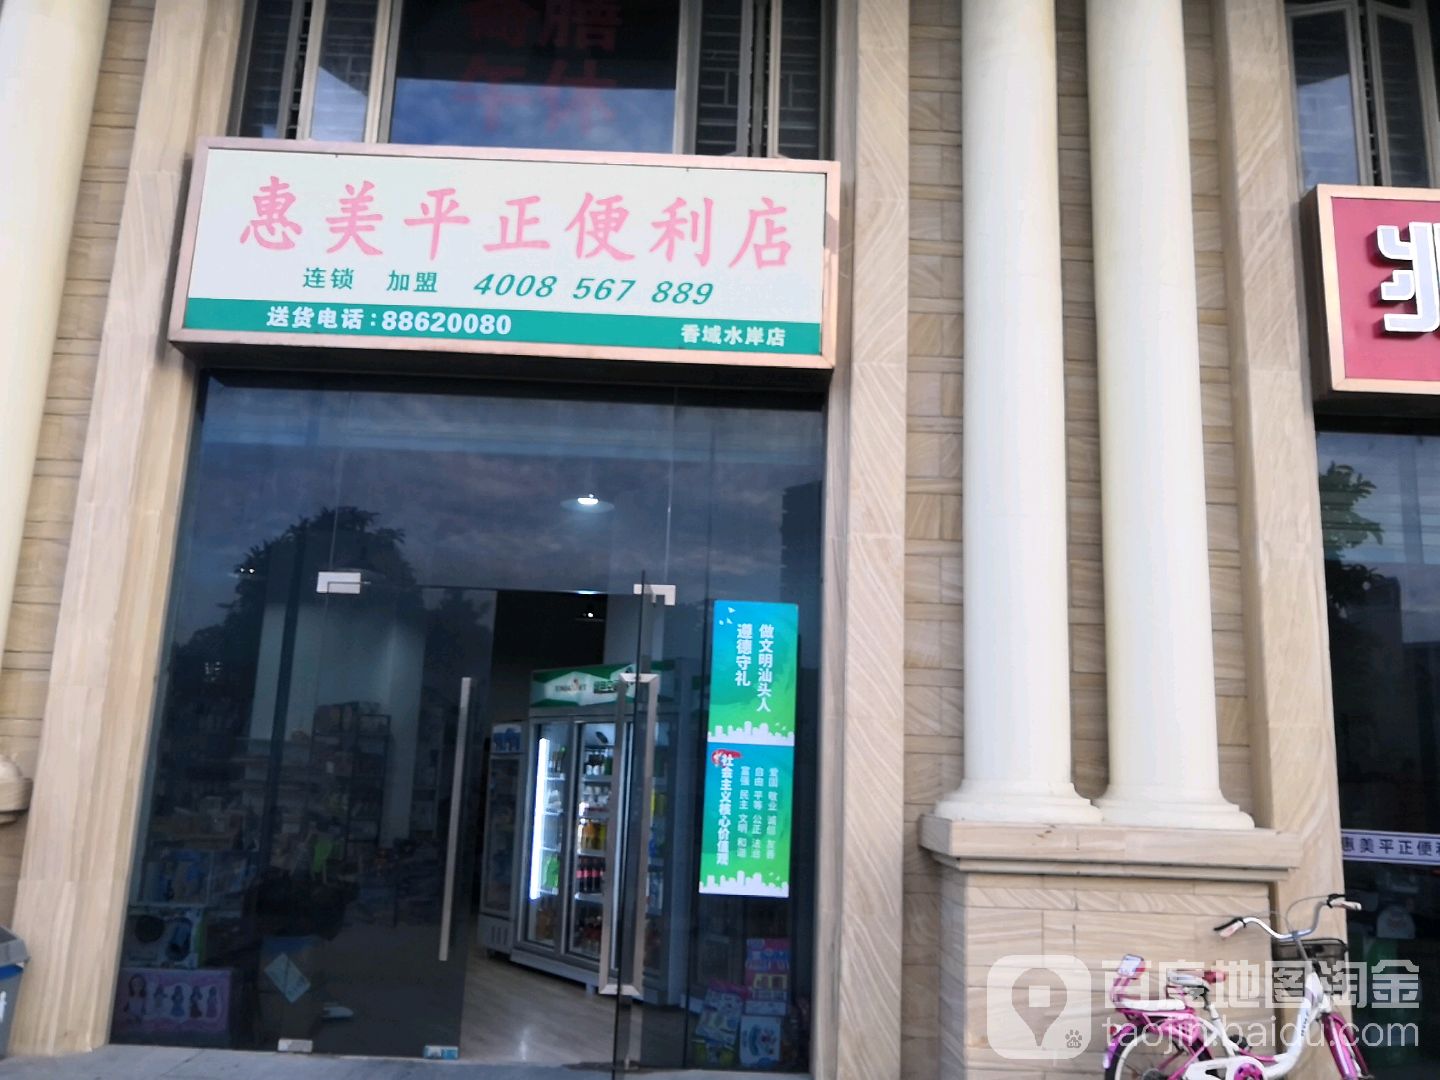 腊
年 休
惠美平正便利店
连锁 加盟 4008 567 889
送货电话:88620080
香域水岸店
做文明汕头人
遵德守礼
社会主义核心价值观
富强 民主 文明 和谐
自由 平等 公正 法治
爱国 敬业 诚信 友善
惠美平正便利
百度地图淘金
taojin.baidu.com